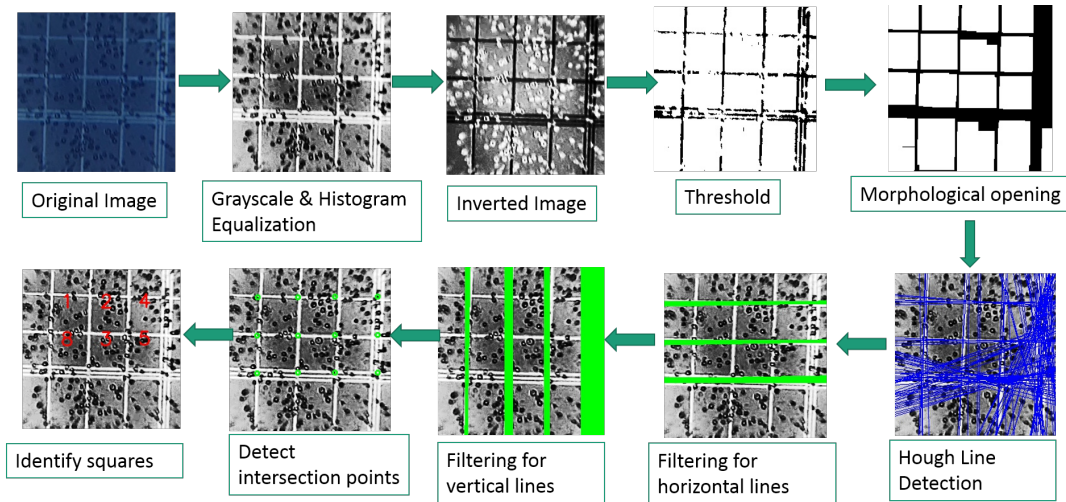 Original Image
Grayscale & Histogram
Equalization
Inverted Image
Threshold
Morphological opening
1 2 4
6 3 5
Identify squares
Detect
intersection points
Filtering for
vertical lines
Filtering for
horizontal lines
Hough Line
Detection